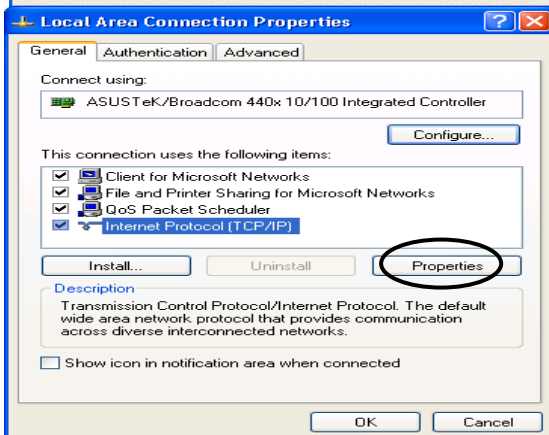 Local Area Connection Properties
General Authentication Advanced
Connect using:
ASUSTeK/Broadcom 440x 10/100 Integrated Controller
Configure...
This connection uses the following items:
Client for Microsoft Networks
File and Printer Sharing for Microsoft Networks
QoS Packet Scheduler
Internet Protocol (TCP/IP)
Install... Uninstall Properties
Description
Transmission Control Protocol/Internet Protocol. The default
wide area network protocol that provides communication
across diverse interconnected networks.
Show icon in notification area when connected
OK Cancel